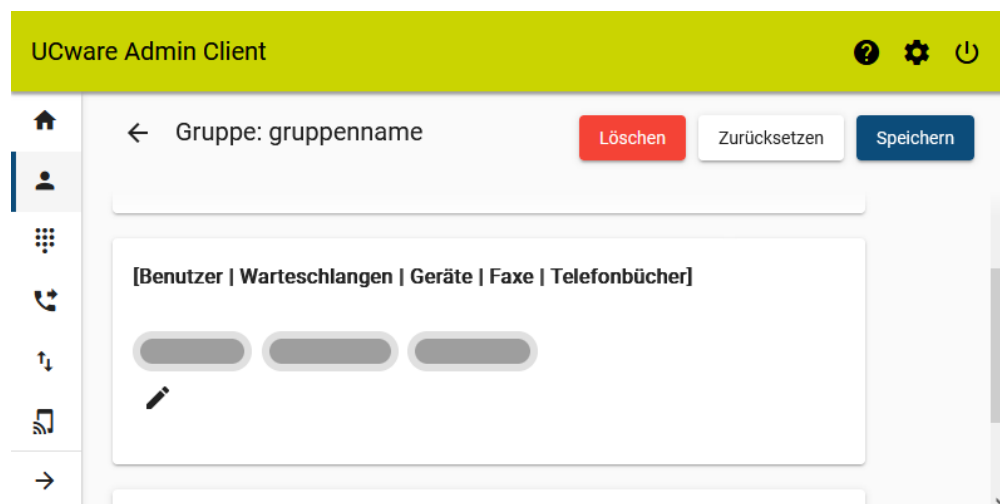 UCware Admin Client
Gruppe: gruppenname
Löschen
Zurücksetzen
Speichern
[Benutzer | Warteschlangen | Geräte | Faxe | Telefonbücher]